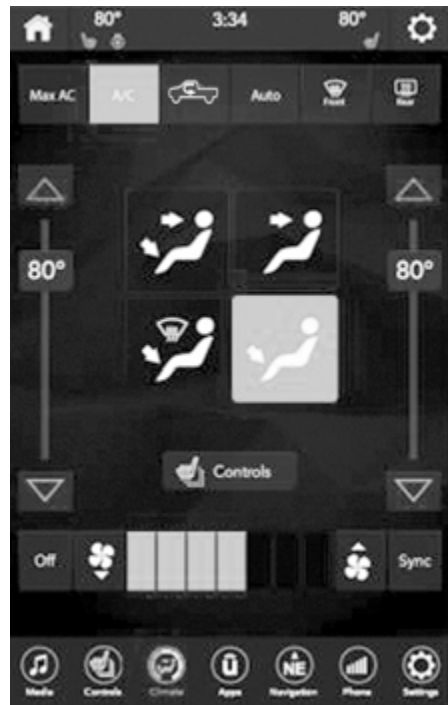 80° 3:34 80°
Max AC A/C Auto Front Rear
80° 80°
Controls
Off Sync
NE
Media Controls Climate Apps Navigation Phone Settings